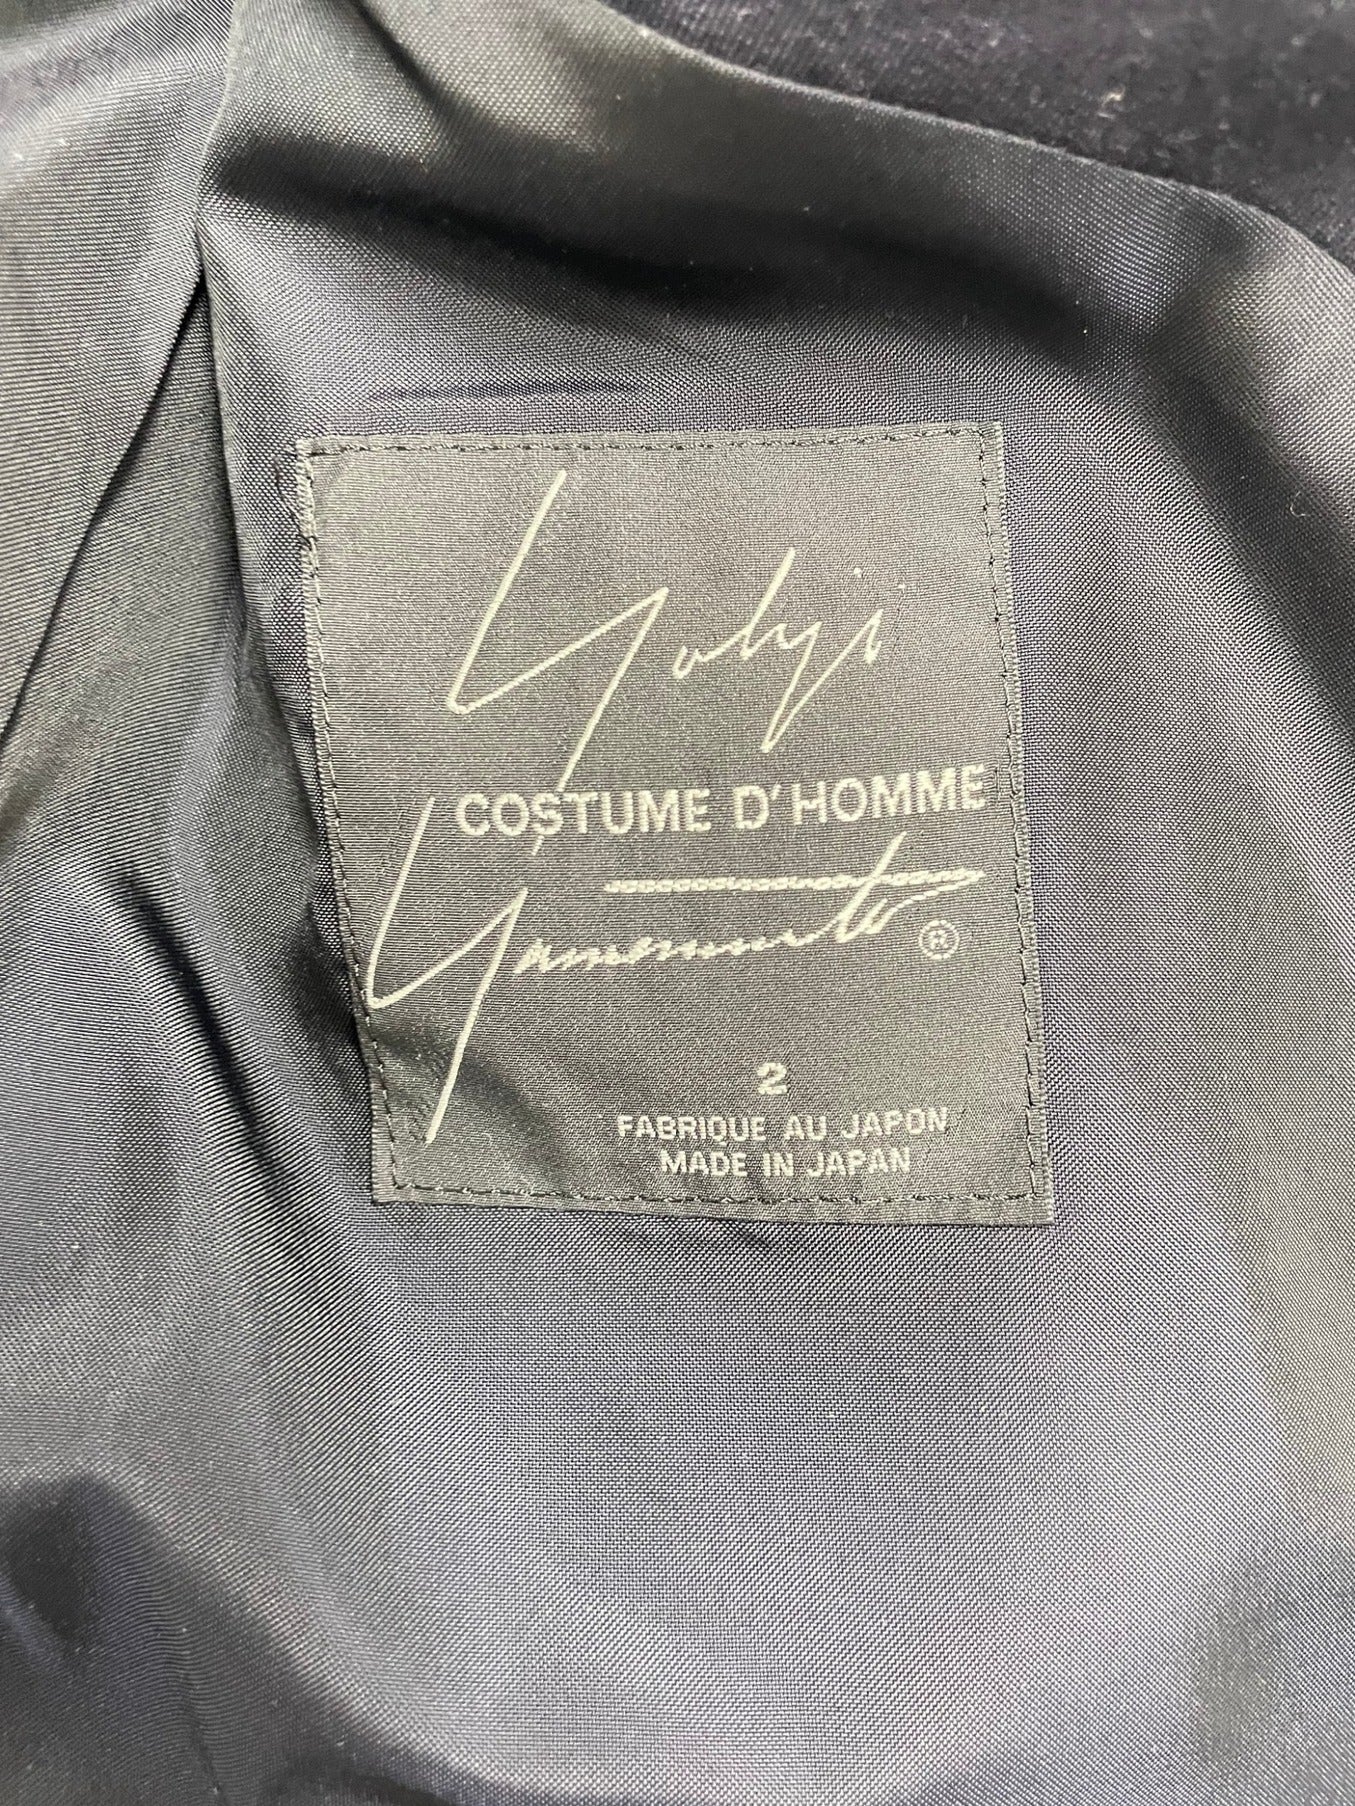 Yohji
COSTUME D'HOMME
Yamamoto ®
2
FABRIQUE AU JAPON
MADE IN JAPAN